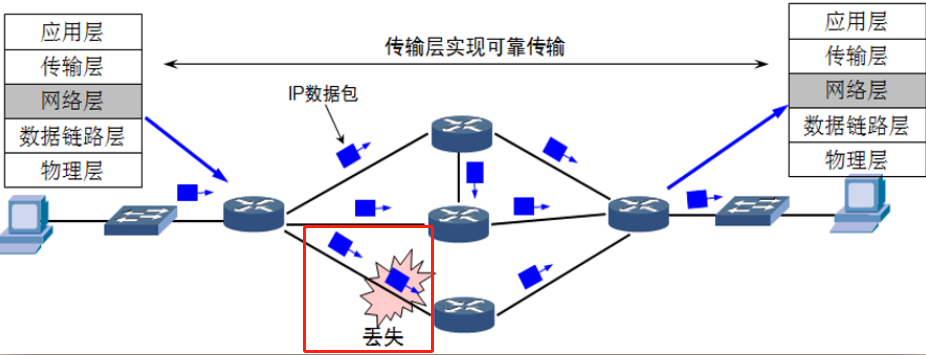 应用层
传输层
网络层
数据链路层
物理层
传输层实现可靠传输
IP数据包
丢失
应用层
传输层
网络层
数据链路层
物理层